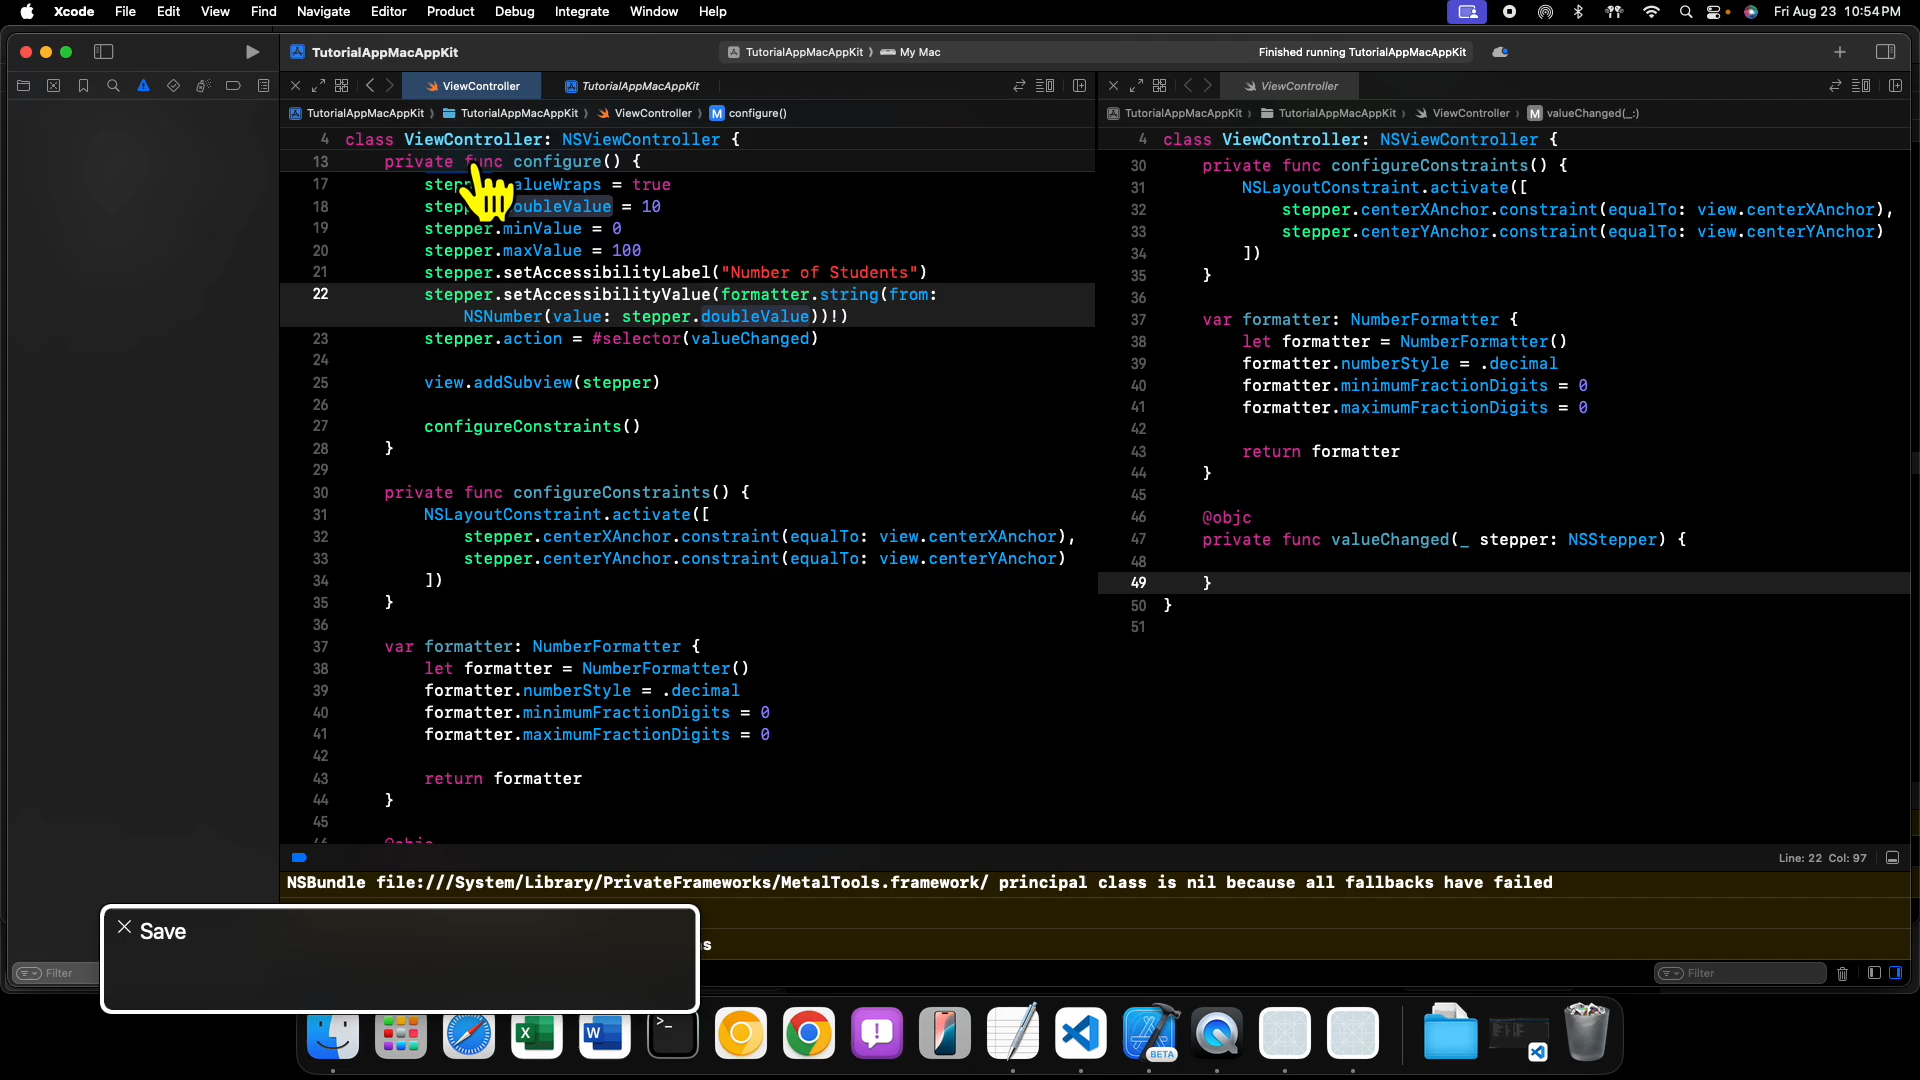 Xcode File Edit View Find Navigate Editor Product Debug Integrate Window Help Fri Aug 23 10:54 PM
TutorialAppMacAppKit TutorialAppMacAppKit 〉 My Mac Finished running TutorialAppMacAppKit
ViewController TutorialAppMacAppKit
TutorialAppMacAppKit 〉 TutorialAppMacAppKit 〉 ViewController 〉 M configure()
4 class ViewController: NSViewController {
13 private func configure() {
17 stepp alueWraps = true
18 stepp oubleValue = 10
19 stepper.minValue = 0
20 stepper.maxValue = 100
21 stepper.setAccessibilityLabel("Number of Students")
22 stepper.setAccessibilityValue(formatter.string(from:
NSNumber(value: stepper.doubleValue))!)
23 stepper.action = #selector(valueChanged)
24
25 view.addSubview(stepper)
26
27 configureConstraints()
28 }
29
30 private func configureConstraints() {
31 NSLayoutConstraint.activate([
32 stepper.centerXAnchor.constraint(equalTo: view.centerXAnchor),
33 stepper.centerYAnchor.constraint(equalTo: view.centerYAnchor)
34 ])
35 }
36
37 var formatter: NumberFormatter {
38 let formatter = NumberFormatter()
39 formatter.numberStyle = .decimal
40 formatter.minimumFractionDigits = 0
41 formatter.maximumFractionDigits = 0
42
43 return formatter
44 }
45
46 @objc
ViewController
TutorialAppMacAppKit 〉 TutorialAppMacAppKit 〉 ViewController 〉 M valueChanged(_:)
4 class ViewController: NSViewController {
30 private func configureConstraints() {
31 NSLayoutConstraint.activate([
32 stepper.centerXAnchor.constraint(equalTo: view.centerXAnchor),
33 stepper.centerYAnchor.constraint(equalTo: view.centerYAnchor)
34 ])
35 }
36
37 var formatter: NumberFormatter {
38 let formatter = NumberFormatter()
39 formatter.numberStyle = .decimal
40 formatter.minimumFractionDigits = 0
41 formatter.maximumFractionDigits = 0
42
43 return formatter
44 }
45
46 @objc
47 private func valueChanged(_ stepper: NSStepper) {
48
49 }
50 }
51
Line: 22 Col: 97
NSBundle file:///System/Library/PrivateFrameworks/MetalTools.framework/ principal class is nil because all fallbacks have failed
Save
Filter
Filter
BETA